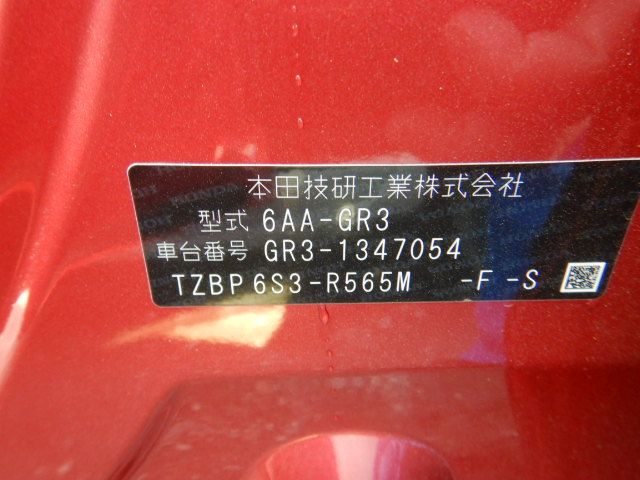 本田技研工業株式会社
型式 6AA-GR3
車台番号 GR3-1347054
TZBP6S3-R565M -F -S